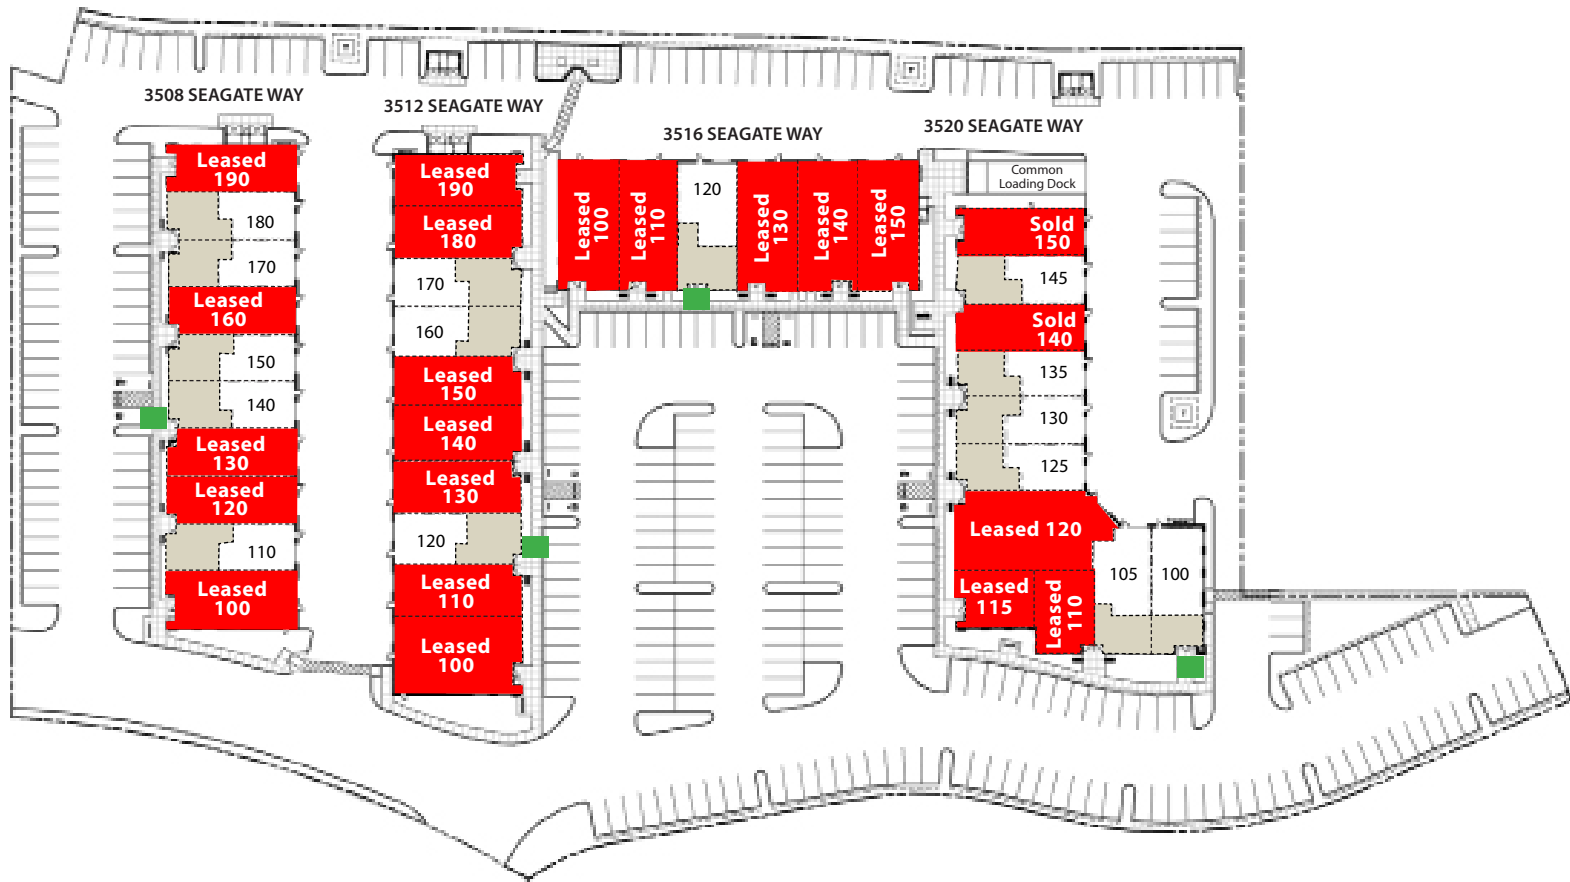 3508 SEAGATE WAY
Leased
190
180
170
Leased
160
150
140
Leased
130
Leased
120
110
Leased
100
3512 SEAGATE WAY
Leased
190
Leased
180
170
160
Leased
150
Leased
140
Leased
130
120
Leased
110
Leased
100
3516 SEAGATE WAY
Leased
100
Leased
110
120
Leased
130
Leased
140
Leased
150
3520 SEAGATE WAY
Common
Loading Dock
Sold
150
145
Sold
140
135
130
125
Leased 120
Leased
115
Leased
110
105
100